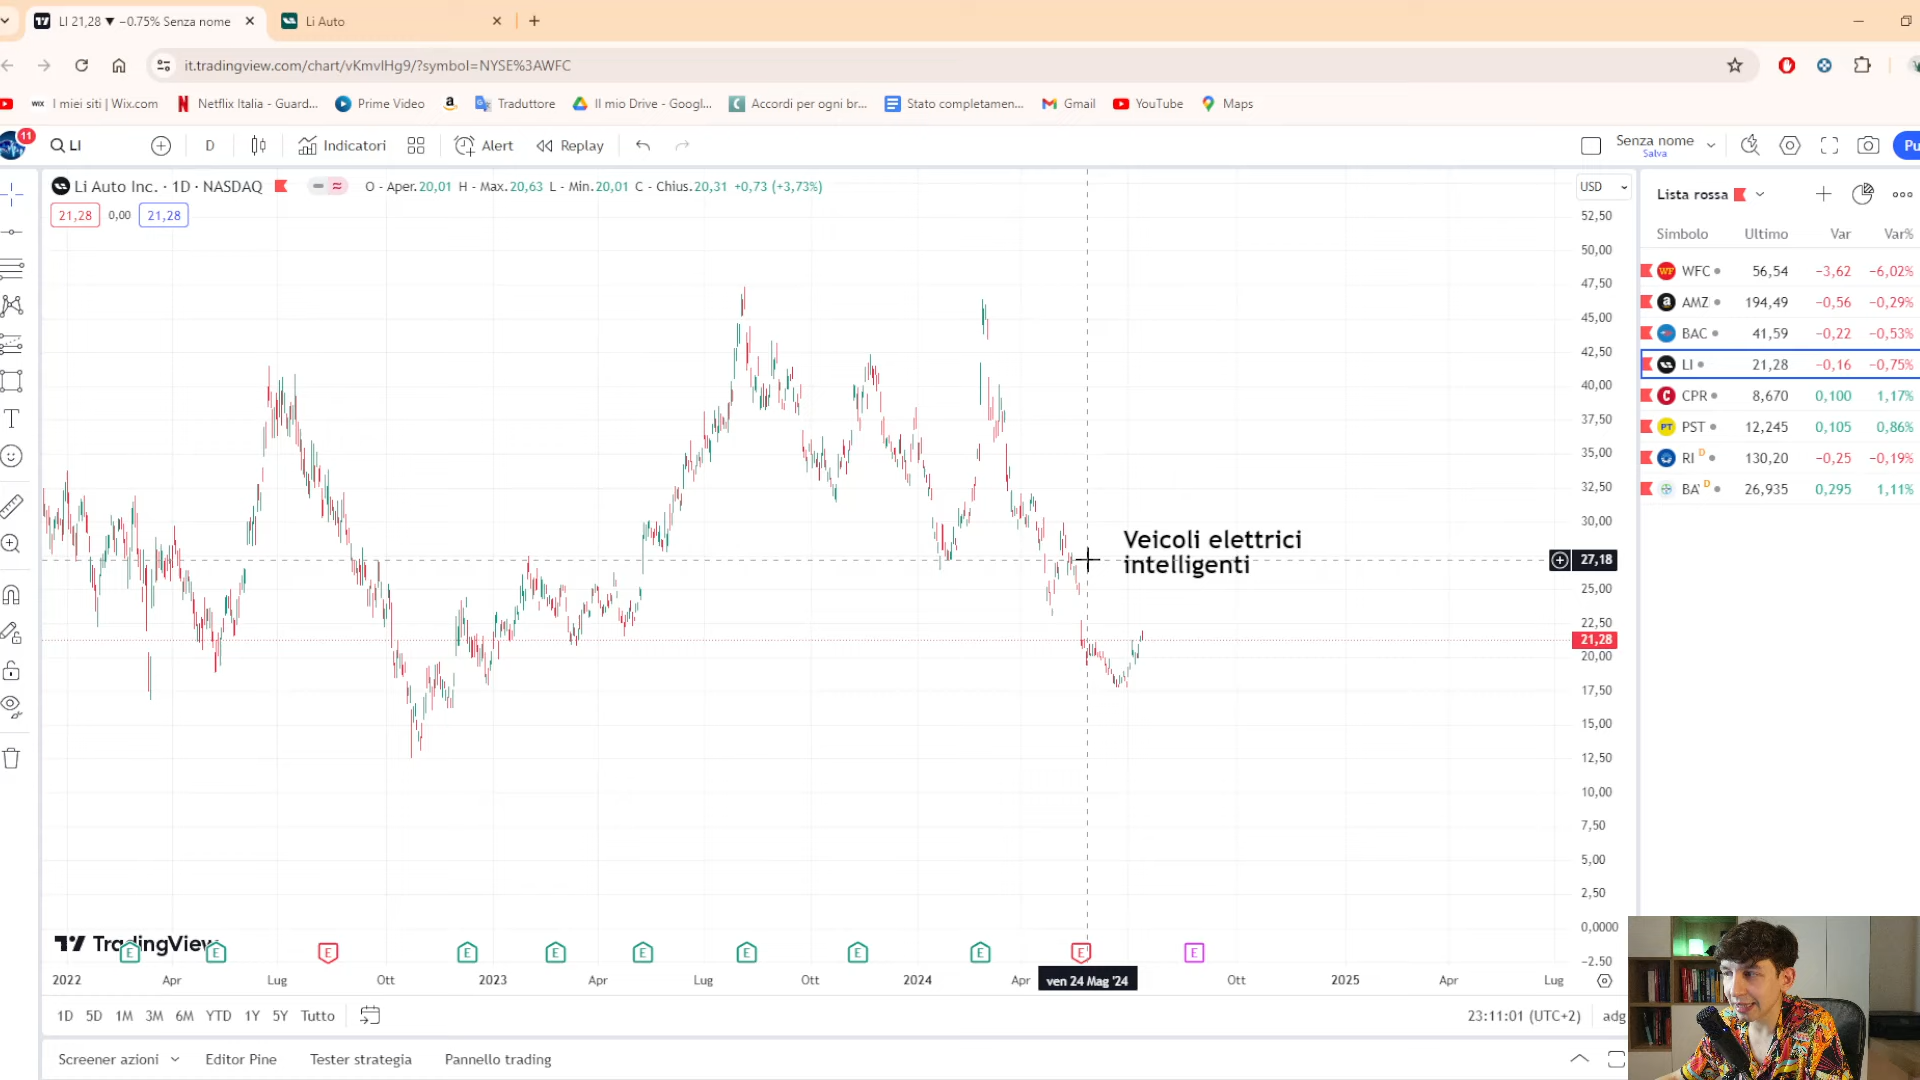 LI 21,28 ▼ −0.75% Senza nome
Li Auto
it.tradingview.com/chart/vKmvIHg9/?symbol=NYSE%3AWFC
WIX I miei siti | Wix.com
Netflix Italia - Guard...
Prime Video
Traduttore
Il mio Drive - Googl...
Accordi per ogni br...
Stato completamen...
Gmail
YouTube
Maps
11
LI
D
Indicatori
Alert
Replay
Senza nome
Salva
Pu
Li Auto Inc. · 1D · NASDAQ
O - Aper.20,01 H - Max.20,63 L - Min.20,01 C - Chius.20,31 +0,73 (+3,73%)
21,28 0,00 21,28
USD
52,50
50,00
47,50
45,00
42,50
40,00
37,50
35,00
32,50
30,00
27,18
25,00
22,50
21,28
20,00
17,50
15,00
12,50
10,00
7,50
5,00
2,50
0,0000
−2,50
Veicoli elettrici
intelligenti
Lista rossa
Simbolo Ultimo Var Var%
WF WFC 56,54 −3,62 −6,02%
a AMZ 194,49 −0,56 −0,29%
BAC 41,59 −0,22 −0,53%
LI 21,28 −0,16 −0,75%
C CPR 8,670 0,100 1,17%
PT PST 12,245 0,105 0,86%
RI D 130,20 −0,25 −0,19%
BA D 26,935 0,295 1,11%
TradingView
E E E E E E E E E E E
2022 Apr Lug Ott 2023 Apr Lug Ott 2024 Apr ven 24 Mag '24 Ott 2025 Apr Lug
1D 5D 1M 3M 6M YTD 1Y 5Y Tutto
23:11:01 (UTC+2)
adg
Screener azioni
Editor Pine
Tester strategia
Pannello trading